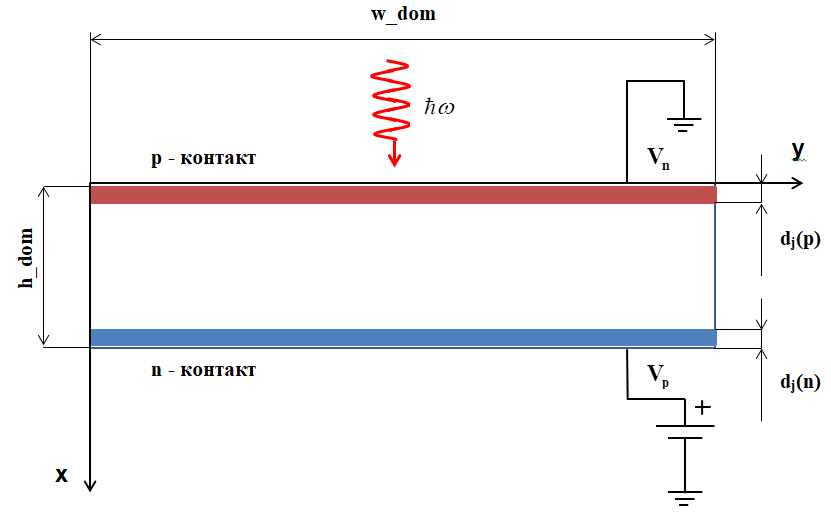 w_dom
ħω
p - контакт
V_n
y
h_dom
d_j(p)
n - контакт
V_p
d_j(n)
+
x